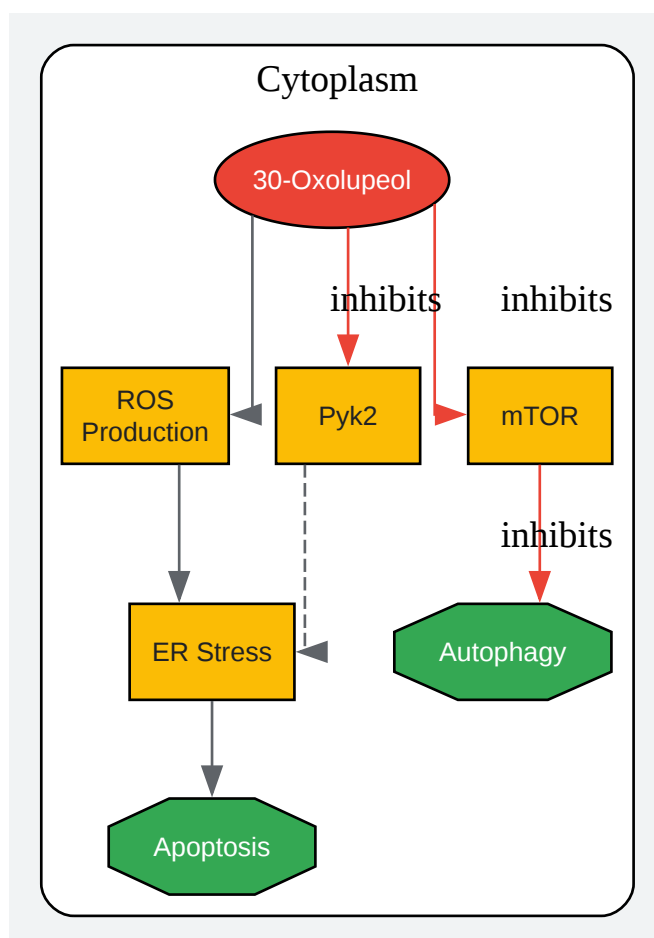 Cytoplasm
30-Oxolupeol
inhibits
inhibits
ROS
Production
Pyk2
mTOR
inhibits
ER Stress
Autophagy
Apoptosis